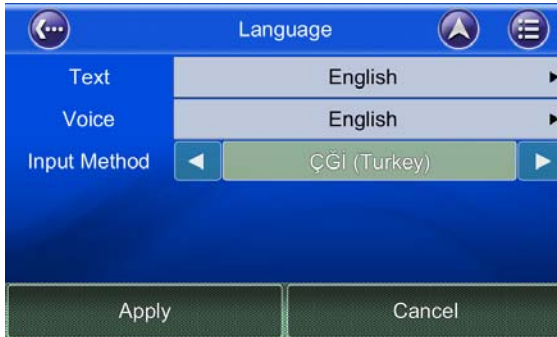 Language
Text English
Voice English
Input Method ÇĞİ (Turkey)
Apply Cancel